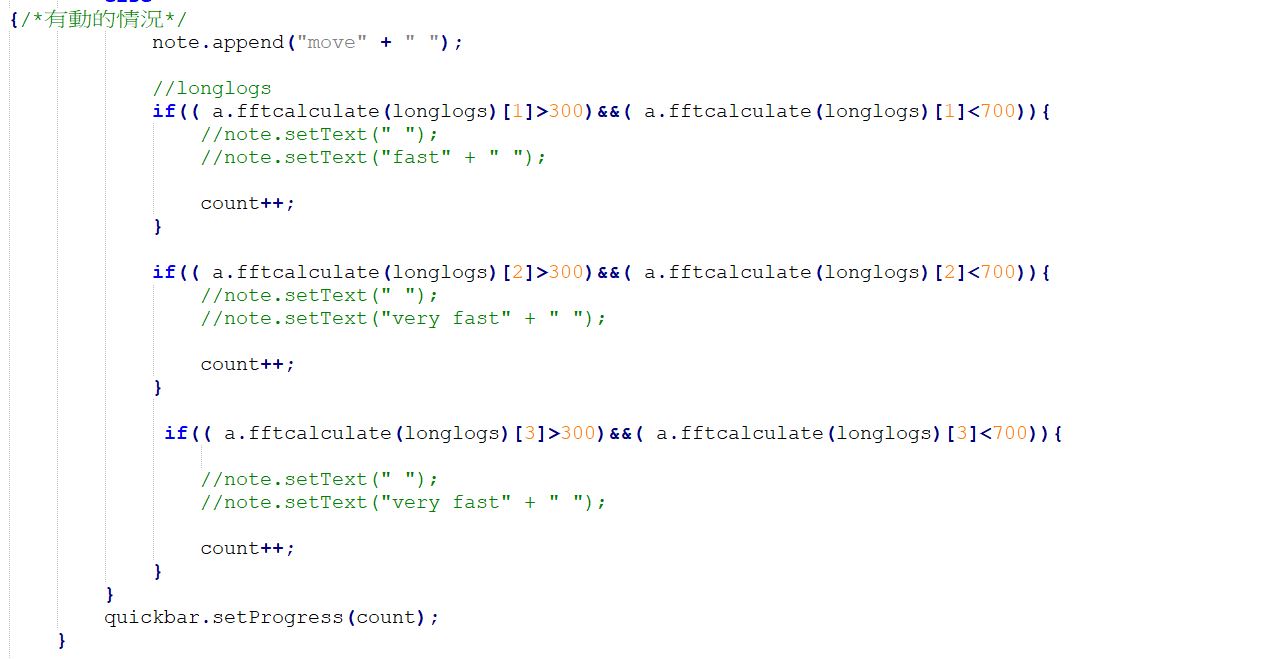 {/*有動的情況*/
note.append("move" + " ");
//longlogs
if(( a.fftcalculate(longlogs)[1]>300)&&( a.fftcalculate(longlogs)[1]<700)){
//note.setText(" ");
//note.setText("fast" + " ");
count++;
}
if(( a.fftcalculate(longlogs)[2]>300)&&( a.fftcalculate(longlogs)[2]<700)){
//note.setText(" ");
//note.setText("very fast" + " ");
count++;
}
if(( a.fftcalculate(longlogs)[3]>300)&&( a.fftcalculate(longlogs)[3]<700)){
//note.setText(" ");
//note.setText("very fast" + " ");
count++;
}
}
quickbar.setProgress(count);
}